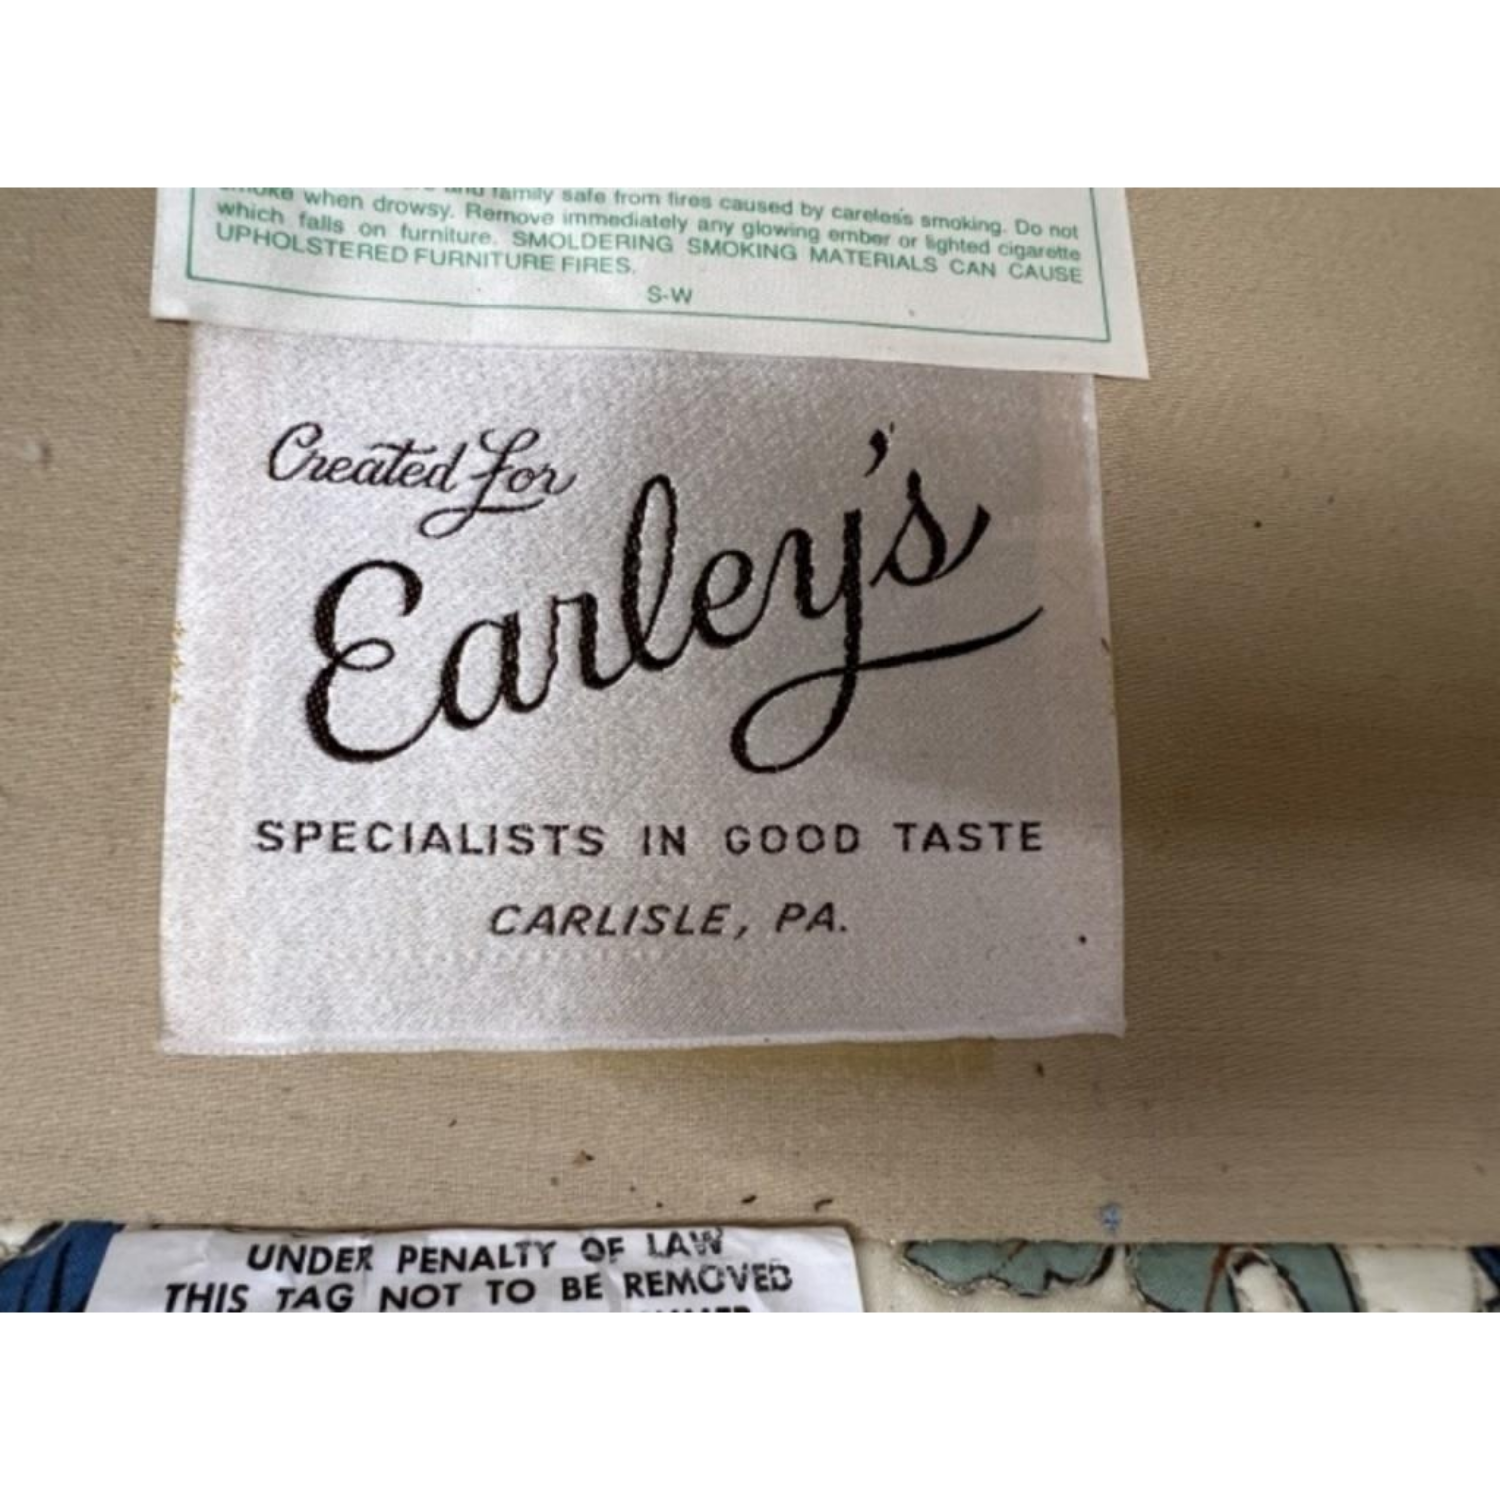 smoke when drowsy. and family safe from fires caused by careless smoking. Do not
which falls on furniture. Remove immediately any glowing ember or lighted cigarette
UPHOLSTERED FURNITURE FIRES. SMOLDERING SMOKING MATERIALS CAN CAUSE
S-W
Created for
Earley's
SPECIALISTS IN GOOD TASTE
CARLISLE, PA.
UNDER PENALTY OF LAW
THIS TAG NOT TO BE REMOVED